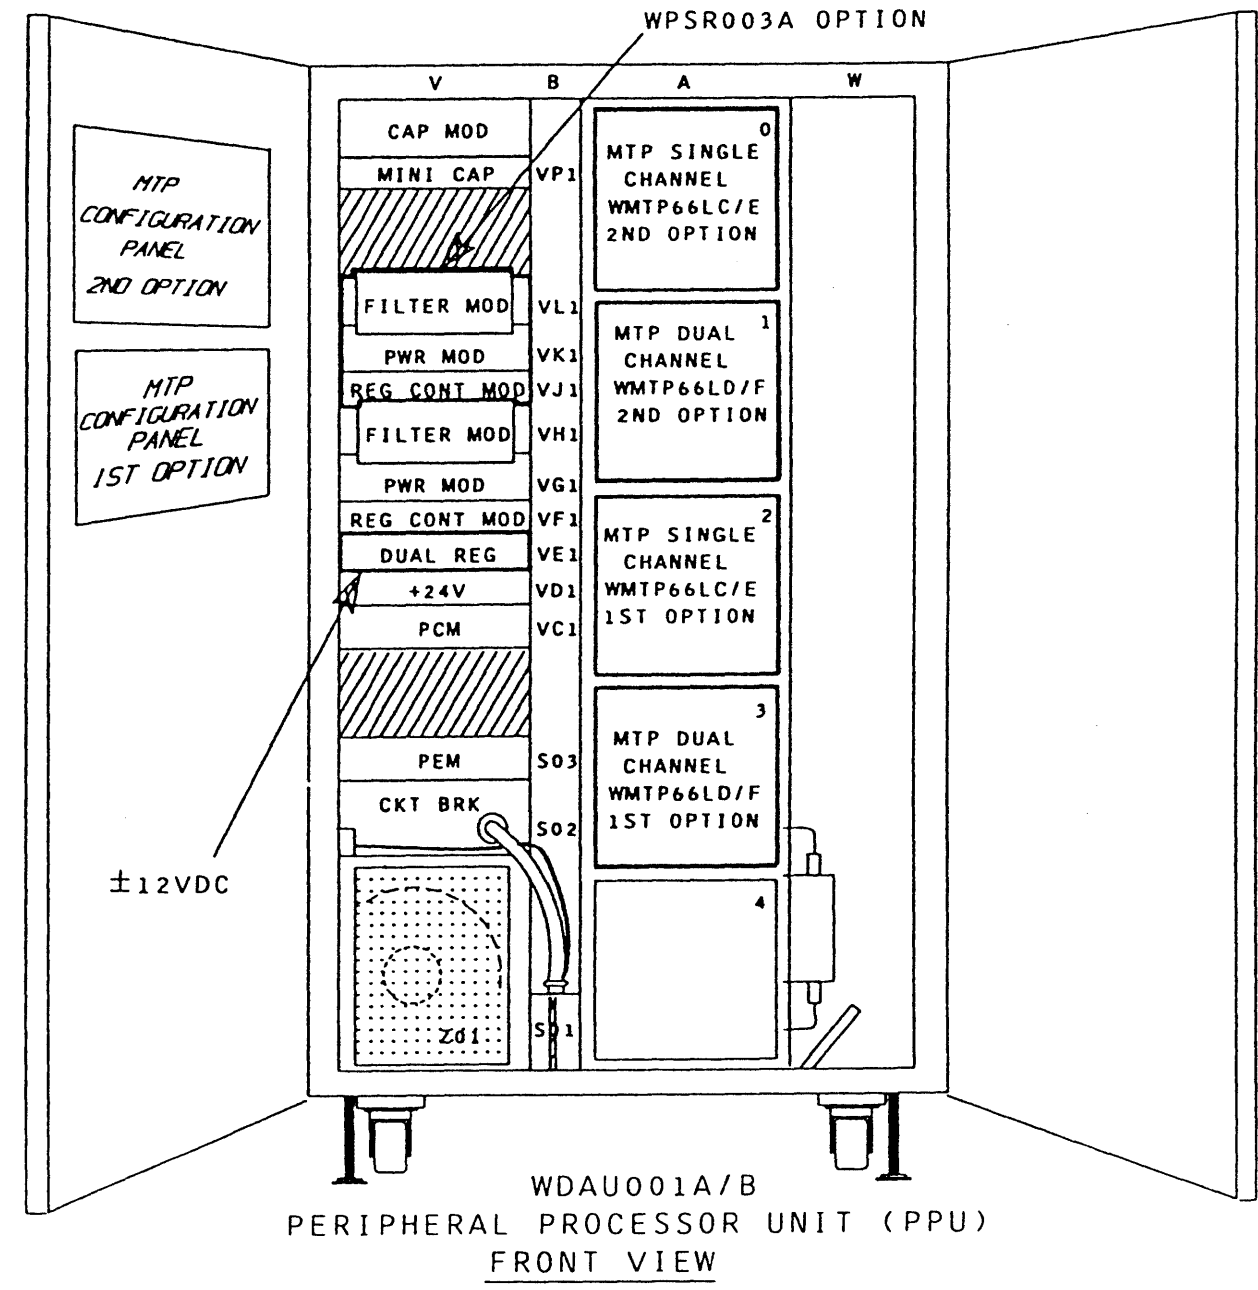 WPSR003A OPTION
V B A W
CAP MOD
MINI CAP VP1
FILTER MOD VL1
PWR MOD VK1
REG CONT MOD VJ1
FILTER MOD VH1
PWR MOD VG1
REG CONT MOD VF1
DUAL REG VE1
+24V VD1
PCM VC1
PEM S03
CKT BRK S02
Z01 S01
0
MTP SINGLE
CHANNEL
WMTP66LC/E
2ND OPTION
1
MTP DUAL
CHANNEL
WMTP66LD/F
2ND OPTION
2
MTP SINGLE
CHANNEL
WMTP66LC/E
1ST OPTION
3
MTP DUAL
CHANNEL
WMTP66LD/F
1ST OPTION
4
MTP
CONFIGURATION
PANEL
2ND OPTION
MTP
CONFIGURATION
PANEL
1ST OPTION
±12VDC
WDAU001A/B
PERIPHERAL PROCESSOR UNIT (PPU)
FRONT VIEW